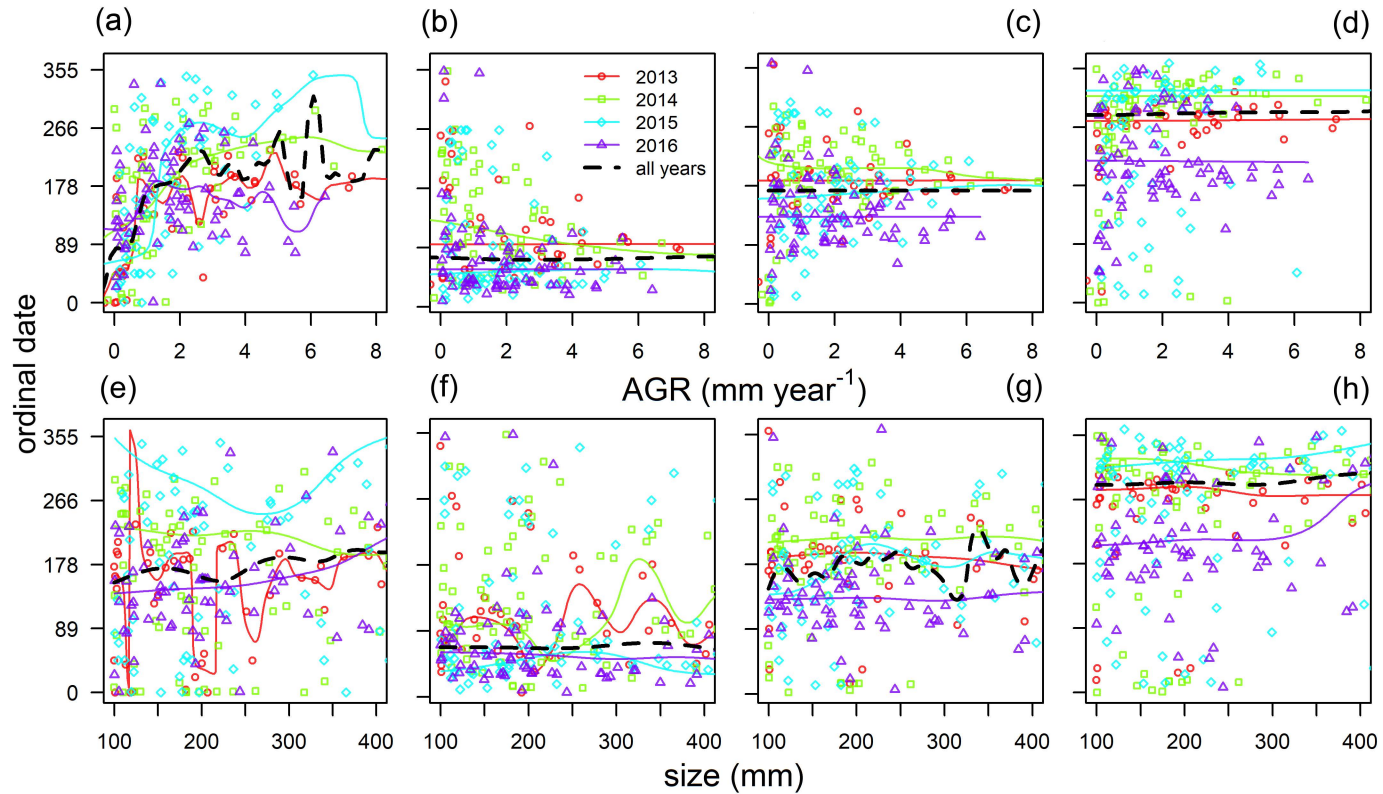 (a) (b) (c) (d)
2013
2014
2015
2016
all years
355
266
178
89
0
0 2 4 6 8 0 2 4 6 8 0 2 4 6 8 0 2 4 6 8
ordinal date
AGR (mm year⁻¹)
(e) (f) (g) (h)
355
266
178
89
0
100 200 300 400 100 200 300 400 100 200 300 400 100 200 300 400
size (mm)